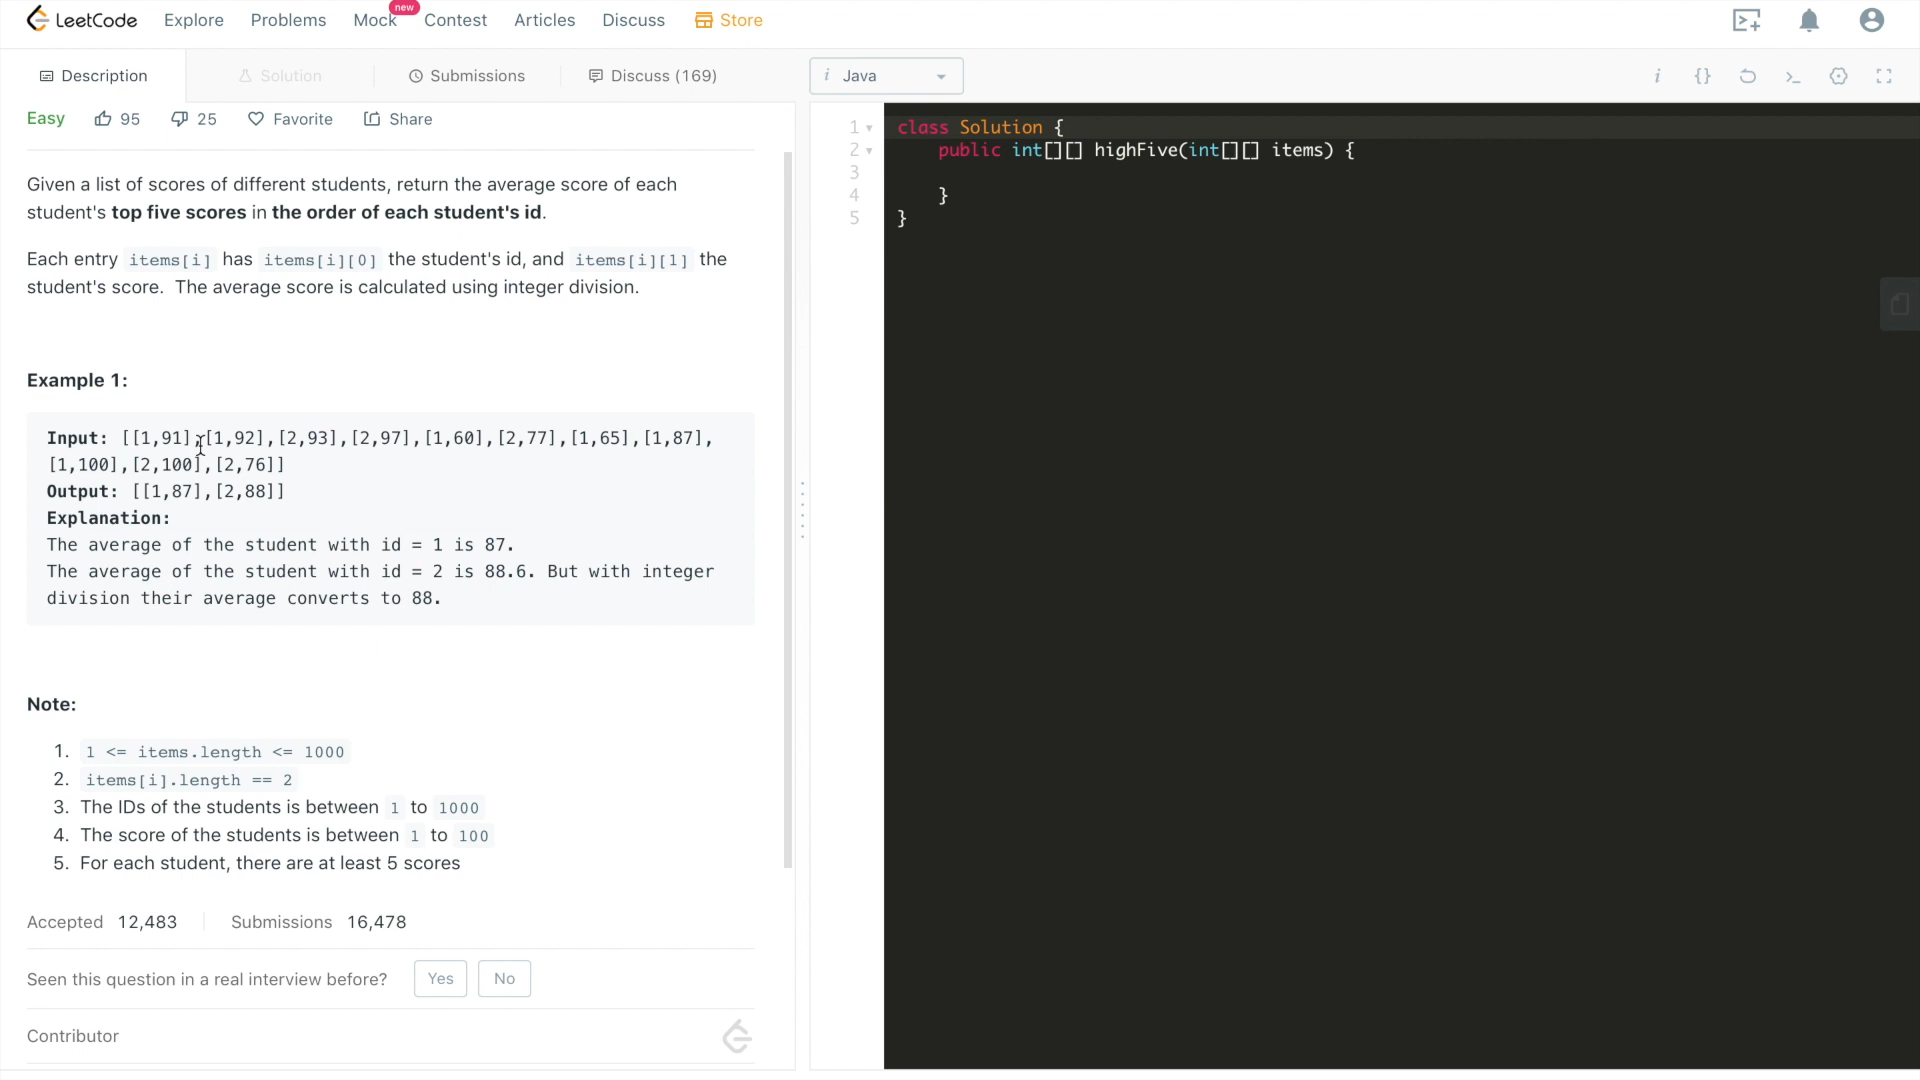 LeetCode Explore Problems Mock new Contest Articles Discuss Store
Description Solution Submissions Discuss (169)
i Java
Easy 95 25 Favorite Share
Given a list of scores of different students, return the average score of each
student's top five scores in the order of each student's id.
Each entry items[i] has items[i][0] the student's id, and items[i][1] the
student's score. The average score is calculated using integer division.
Example 1:
Input: [[1,91],[1,92],[2,93],[2,97],[1,60],[2,77],[1,65],[1,87],
[1,100],[2,100],[2,76]]
Output: [[1,87],[2,88]]
Explanation:
The average of the student with id = 1 is 87.
The average of the student with id = 2 is 88.6. But with integer
division their average converts to 88.
Note:
1. 1 <= items.length <= 1000
2. items[i].length == 2
3. The IDs of the students is between 1 to 1000
4. The score of the students is between 1 to 100
5. For each student, there are at least 5 scores
Accepted 12,483 Submissions 16,478
Seen this question in a real interview before? Yes No
Contributor
i {} >_
1 class Solution {
2 public int[][] highFive(int[][] items) {
3
4 }
5 }